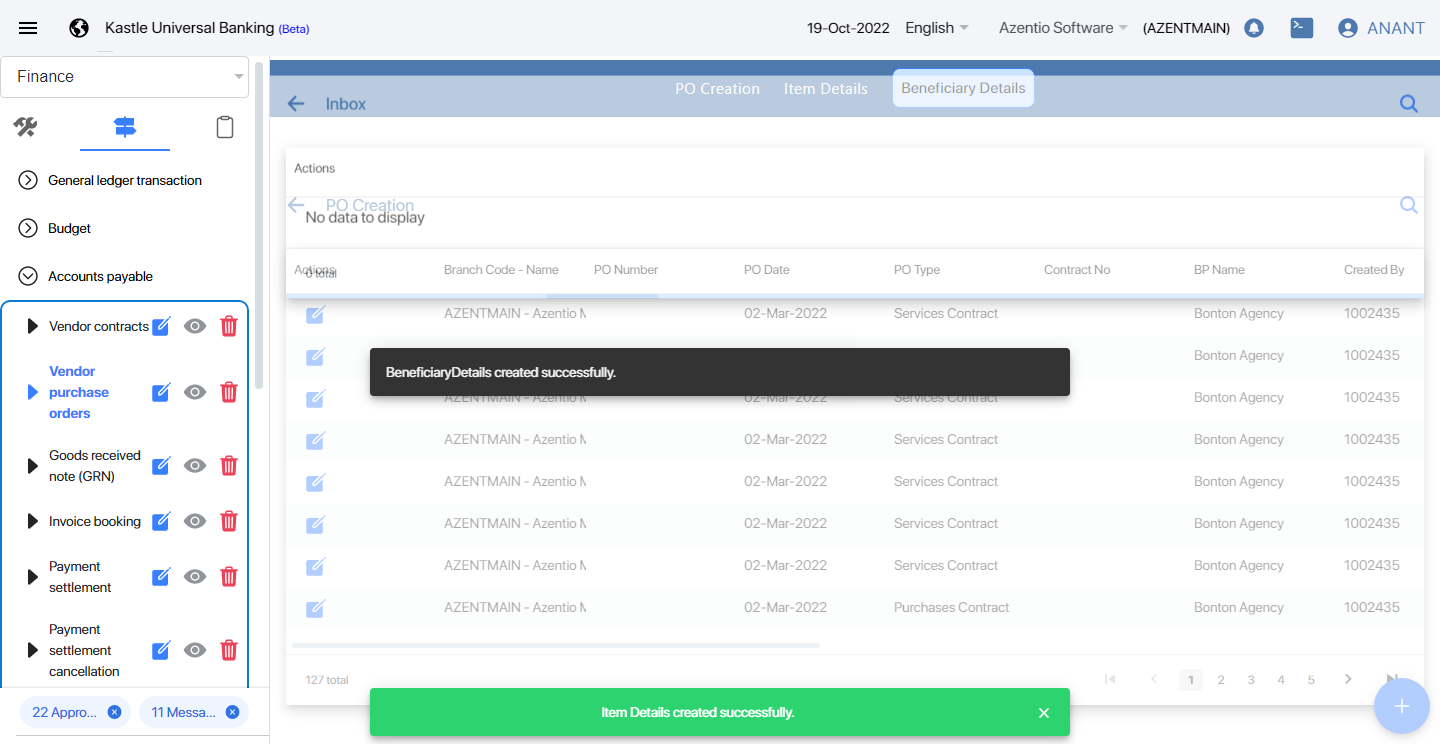 Kastle Universal Banking (Beta)
19-Oct-2022 English Azentio Software (AZENTMAIN) ANANT
Finance
PO Creation Item Details Beneficiary Details
Inbox
General ledger transaction
Budget
Accounts payable
Vendor contracts
Vendor
purchase
orders
Goods received
note (GRN)
Invoice booking
Payment
settlement
Payment
settlement
cancellation
22 Appro... 11 Messa...
Actions
PO Creation
No data to display
0 total
Actions Branch Code - Name PO Number PO Date PO Type Contract No BP Name Created By
AZENTMAIN - Azentio M 02-Mar-2022 Services Contract Bonton Agency 1002435
Bonton Agency 1002435
BeneficiaryDetails created successfully.
AZENTMAIN - Azentio M 02-Mar-2022 Services Contract Bonton Agency 1002435
AZENTMAIN - Azentio M 02-Mar-2022 Services Contract Bonton Agency 1002435
AZENTMAIN - Azentio M 02-Mar-2022 Services Contract Bonton Agency 1002435
AZENTMAIN - Azentio M 02-Mar-2022 Services Contract Bonton Agency 1002435
AZENTMAIN - Azentio M 02-Mar-2022 Services Contract Bonton Agency 1002435
AZENTMAIN - Azentio M 02-Mar-2022 Purchases Contract Bonton Agency 1002435
127 total 1 2 3 4 5
Item Details created successfully.